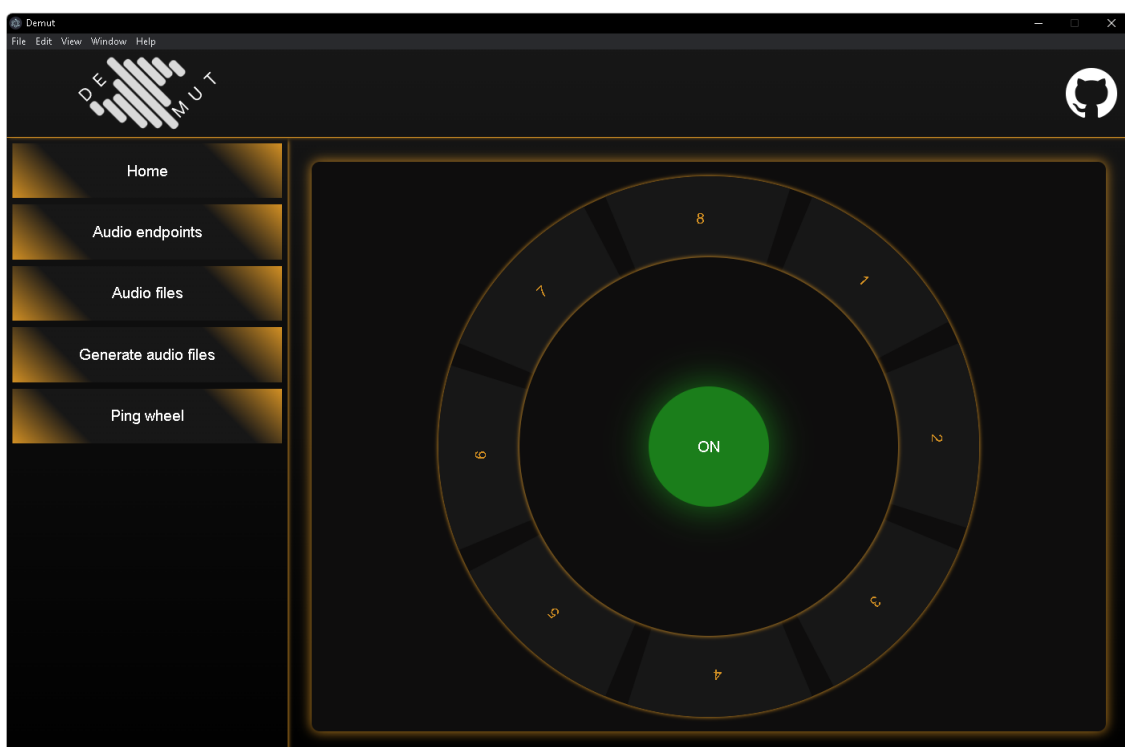 Demut
File Edit View Window Help
DE MUT
Home
Audio endpoints
Audio files
Generate audio files
Ping wheel
8
1
2
3
4
5
6
7
ON